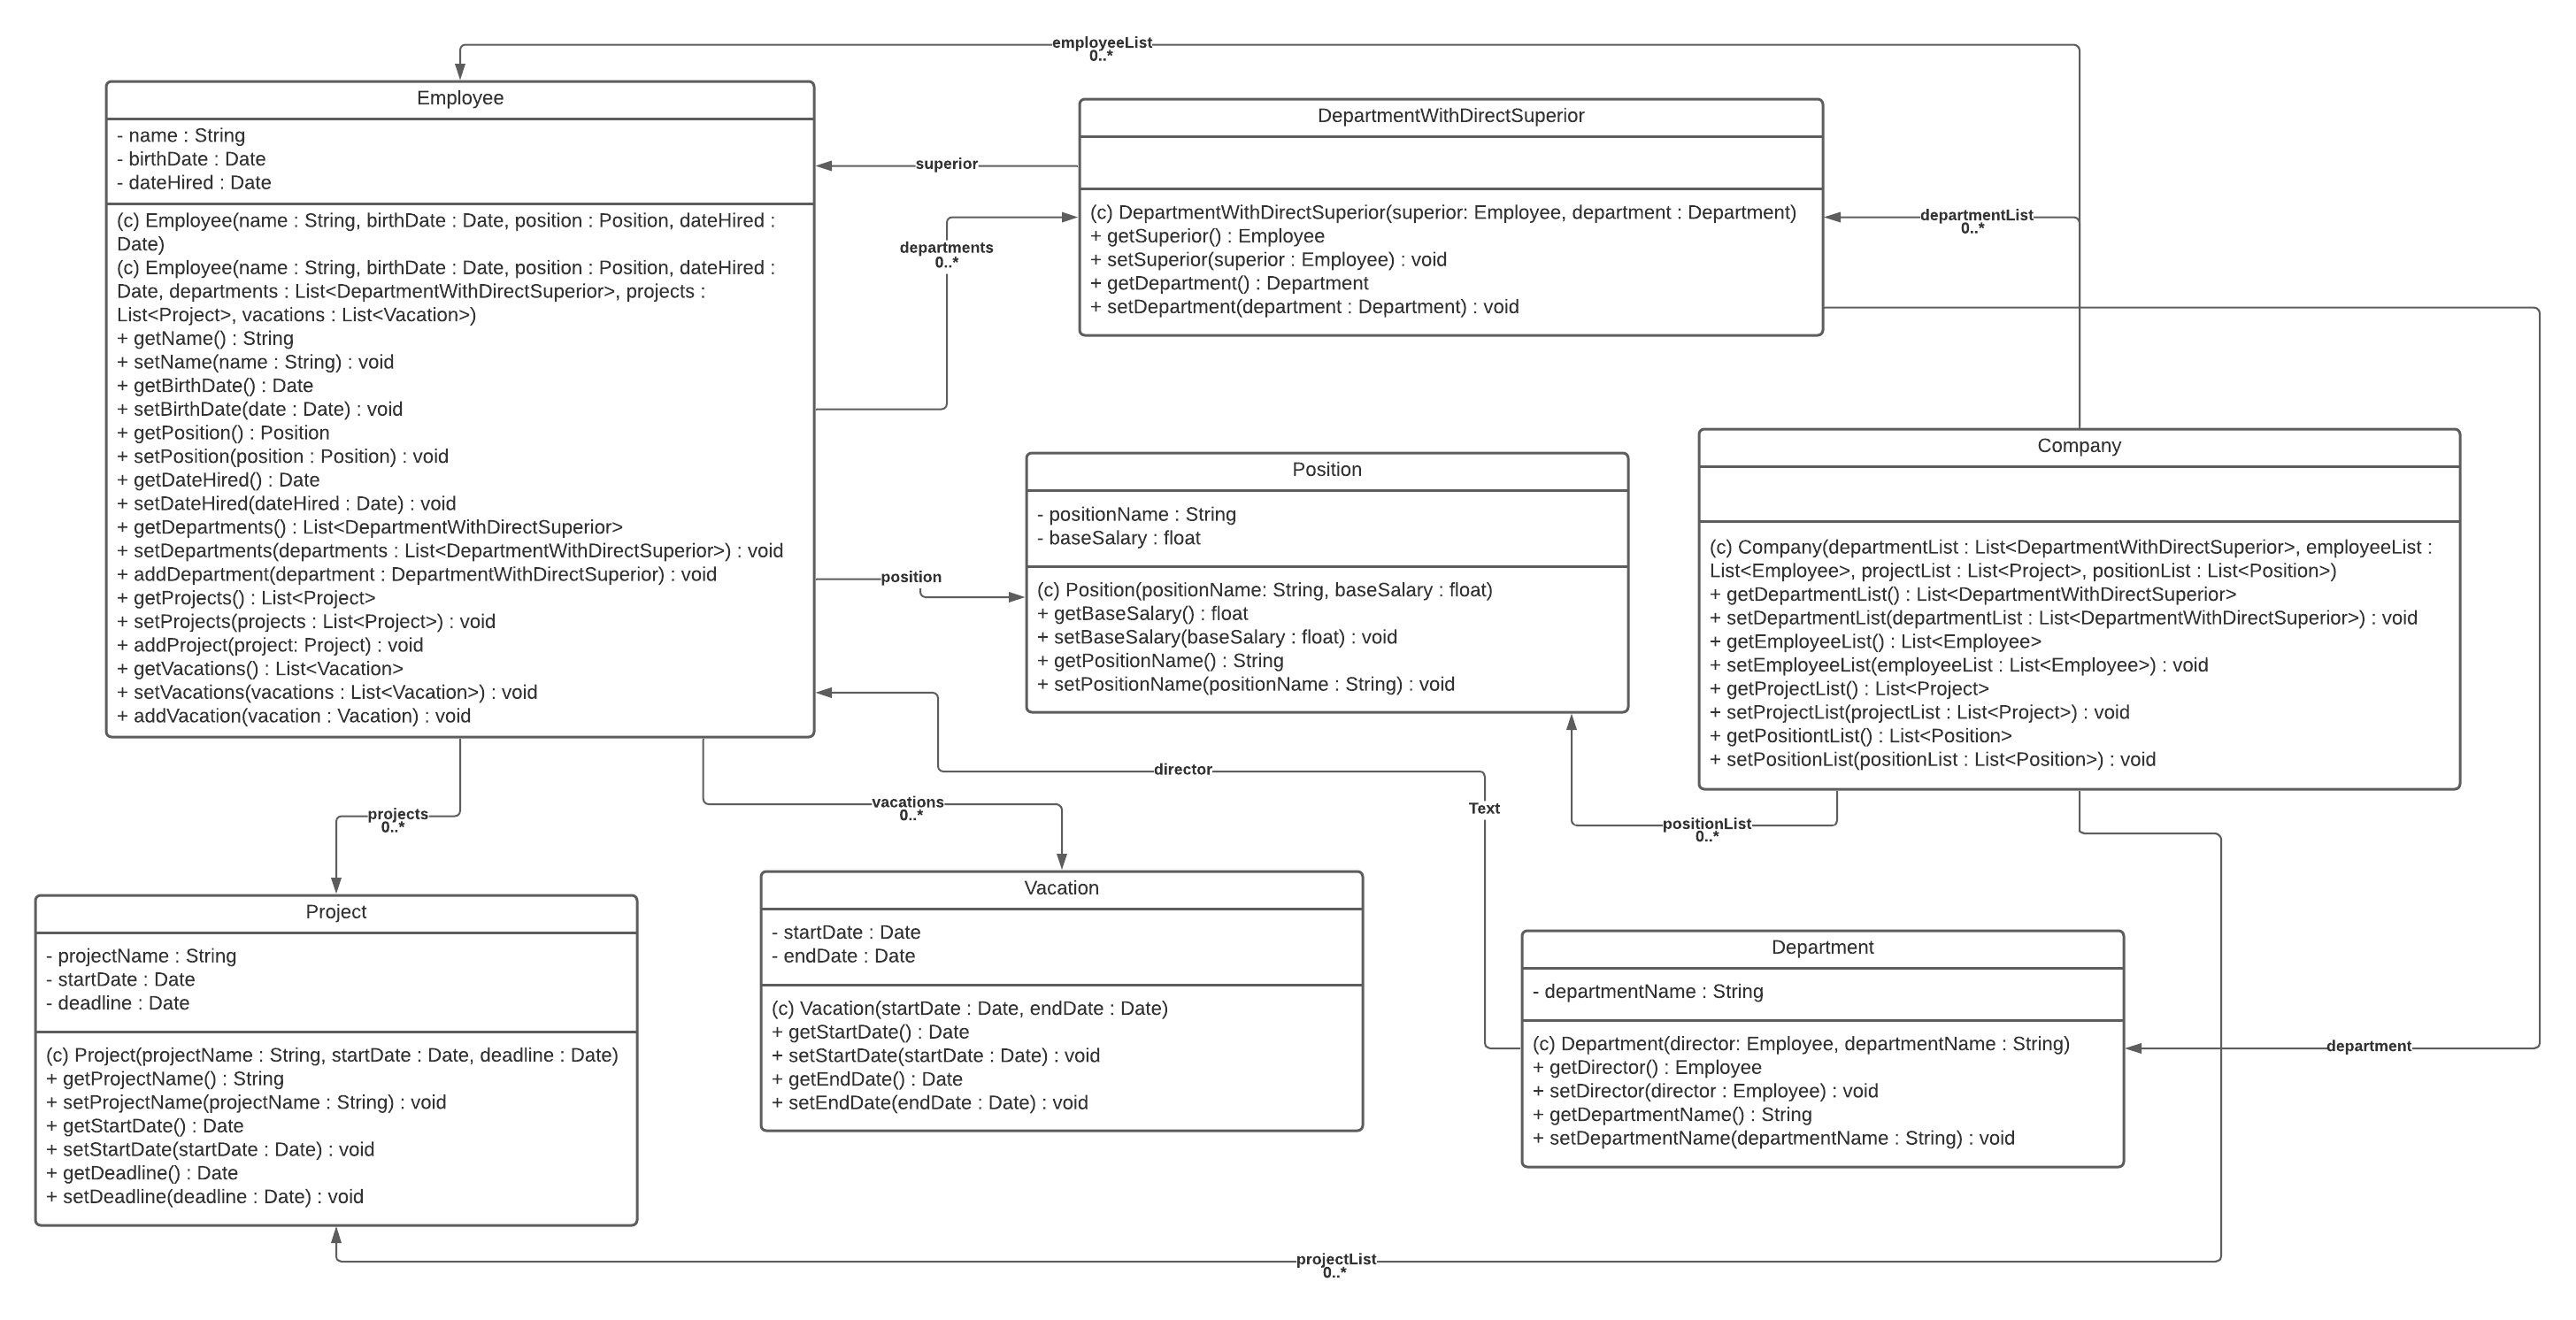 employeeList
0..*
Employee
- name : String
- birthDate : Date
- dateHired : Date
(c) Employee(name : String, birthDate : Date, position : Position, dateHired :
Date)
(c) Employee(name : String, birthDate : Date, position : Position, dateHired :
Date, departments : List<DepartmentWithDirectSuperior>, projects :
List<Project>, vacations : List<Vacation>)
+ getName() : String
+ setName(name : String) : void
+ getBirthDate() : Date
+ setBirthDate(date : Date) : void
+ getPosition() : Position
+ setPosition(position : Position) : void
+ getDateHired() : Date
+ setDateHired(dateHired : Date) : void
+ getDepartments() : List<DepartmentWithDirectSuperior>
+ setDepartments(departments : List<DepartmentWithDirectSuperior>) : void
+ addDepartment(department : DepartmentWithDirectSuperior) : void
+ getProjects() : List<Project>
+ setProjects(projects : List<Project>) : void
+ addProject(project: Project) : void
+ getVacations() : List<Vacation>
+ setVacations(vacations : List<Vacation>) : void
+ addVacation(vacation : Vacation) : void
superior
departments
0..*
DepartmentWithDirectSuperior
(c) DepartmentWithDirectSuperior(superior: Employee, department : Department)
+ getSuperior() : Employee
+ setSuperior(superior : Employee) : void
+ getDepartment() : Department
+ setDepartment(department : Department) : void
departmentList
0..*
position
Position
- positionName : String
- baseSalary : float
(c) Position(positionName: String, baseSalary : float)
+ getBaseSalary() : float
+ setBaseSalary(baseSalary : float) : void
+ getPositionName() : String
+ setPositionName(positionName : String) : void
Company
(c) Company(departmentList : List<DepartmentWithDirectSuperior>, employeeList :
List<Employee>, projectList : List<Project>, positionList : List<Position>)
+ getDepartmentList() : List<DepartmentWithDirectSuperior>
+ setDepartmentList(departmentList : List<DepartmentWithDirectSuperior>) : void
+ getEmployeeList() : List<Employee>
+ setEmployeeList(employeeList : List<Employee>) : void
+ getProjectList() : List<Project>
+ setProjectList(projectList : List<Project>) : void
+ getPositiontList() : List<Position>
+ setPositionList(positionList : List<Position>) : void
director
Text
positionList
0..*
projects
0..*
vacations
0..*
Project
- projectName : String
- startDate : Date
- deadline : Date
(c) Project(projectName : String, startDate : Date, deadline : Date)
+ getProjectName() : String
+ setProjectName(projectName : String) : void
+ getStartDate() : Date
+ setStartDate(startDate : Date) : void
+ getDeadline() : Date
+ setDeadline(deadline : Date) : void
Vacation
- startDate : Date
- endDate : Date
(c) Vacation(startDate : Date, endDate : Date)
+ getStartDate() : Date
+ setStartDate(startDate : Date) : void
+ getEndDate() : Date
+ setEndDate(endDate : Date) : void
Department
- departmentName : String
(c) Department(director: Employee, departmentName : String)
+ getDirector() : Employee
+ setDirector(director : Employee) : void
+ getDepartmentName() : String
+ setDepartmentName(departmentName : String) : void
department
projectList
0..*